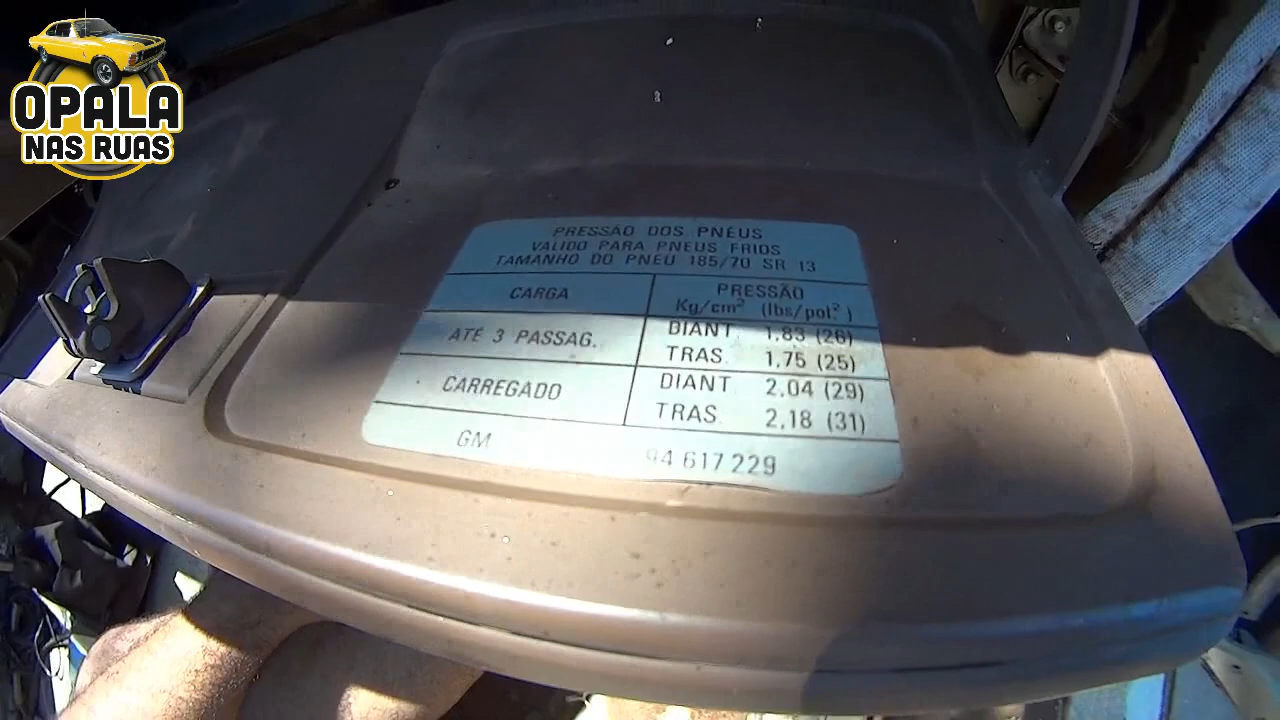 OPALA
NAS RUAS
PRESSÃO DOS PNEUS
VALIDO PARA PNEUS FRIOS
TAMANHO DO PNEU 185/70 SR 13
CARGA
PRESSÃO
Kg/cm² (lbs/pol²)
ATÉ 3 PASSAG.
DIANT 1,83 (26)
TRAS. 1,75 (25)
CARREGADO
DIANT 2,04 (29)
TRAS. 2,18 (31)
GM 94 617 229